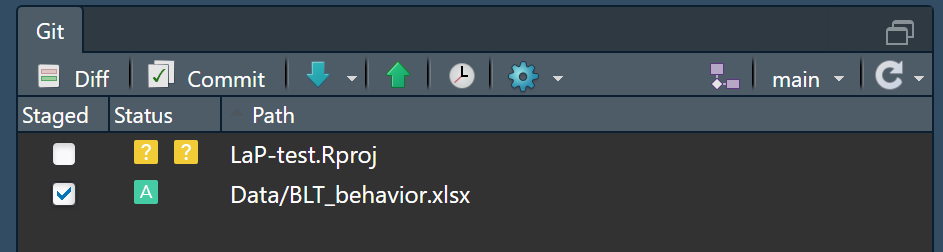 Git
Diff Commit main
Staged Status Path
? ? LaP-test.Rproj
A Data/BLT_behavior.xlsx